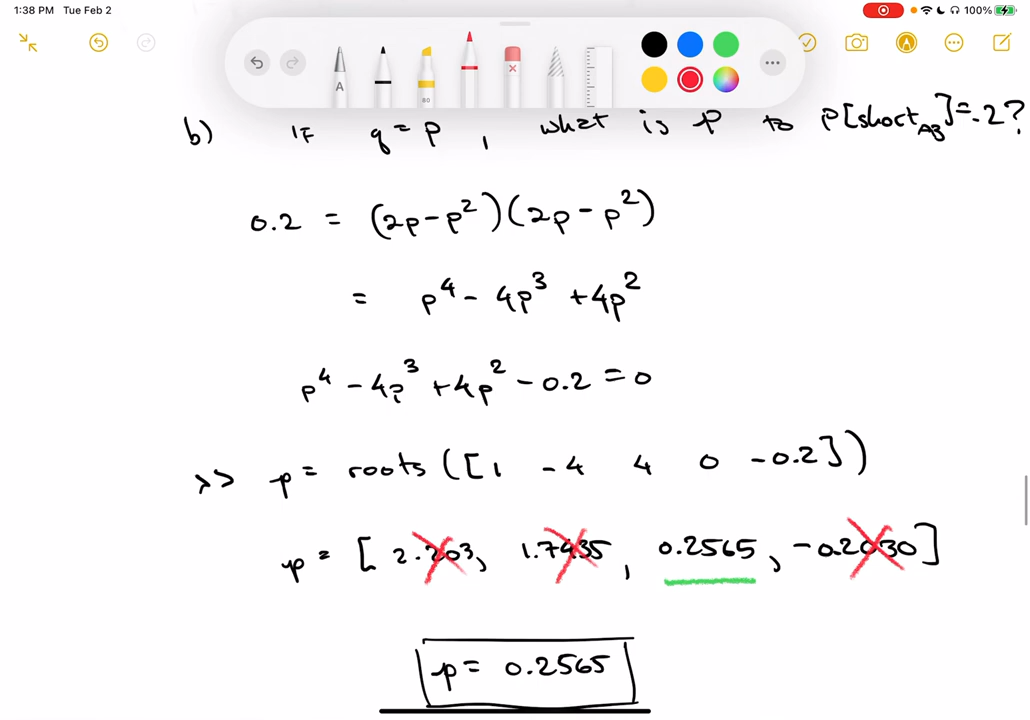 1:38 PM Tue Feb 2
100%
A
80
b) IF q = p, what is p to P[short_AB] = .2?
0.2 = (2p - p²)(2p - p²)
= p⁴ - 4p³ + 4p²
p⁴ - 4p³ + 4p² - 0.2 = 0
>> p = roots([1 -4 4 0 -0.2])
p = [2.203, 1.7435, 0.2565, -0.2030]
p = 0.2565